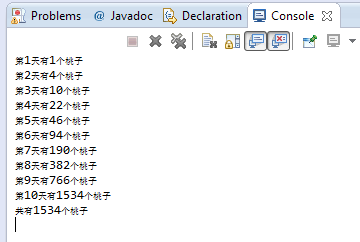 Problems @ Javadoc Declaration Console
第1天有1个桃子
第2天有4个桃子
第3天有10个桃子
第4天有22个桃子
第5天有46个桃子
第6天有94个桃子
第7天有190个桃子
第8天有382个桃子
第9天有766个桃子
第10天有1534个桃子
共有1534个桃子